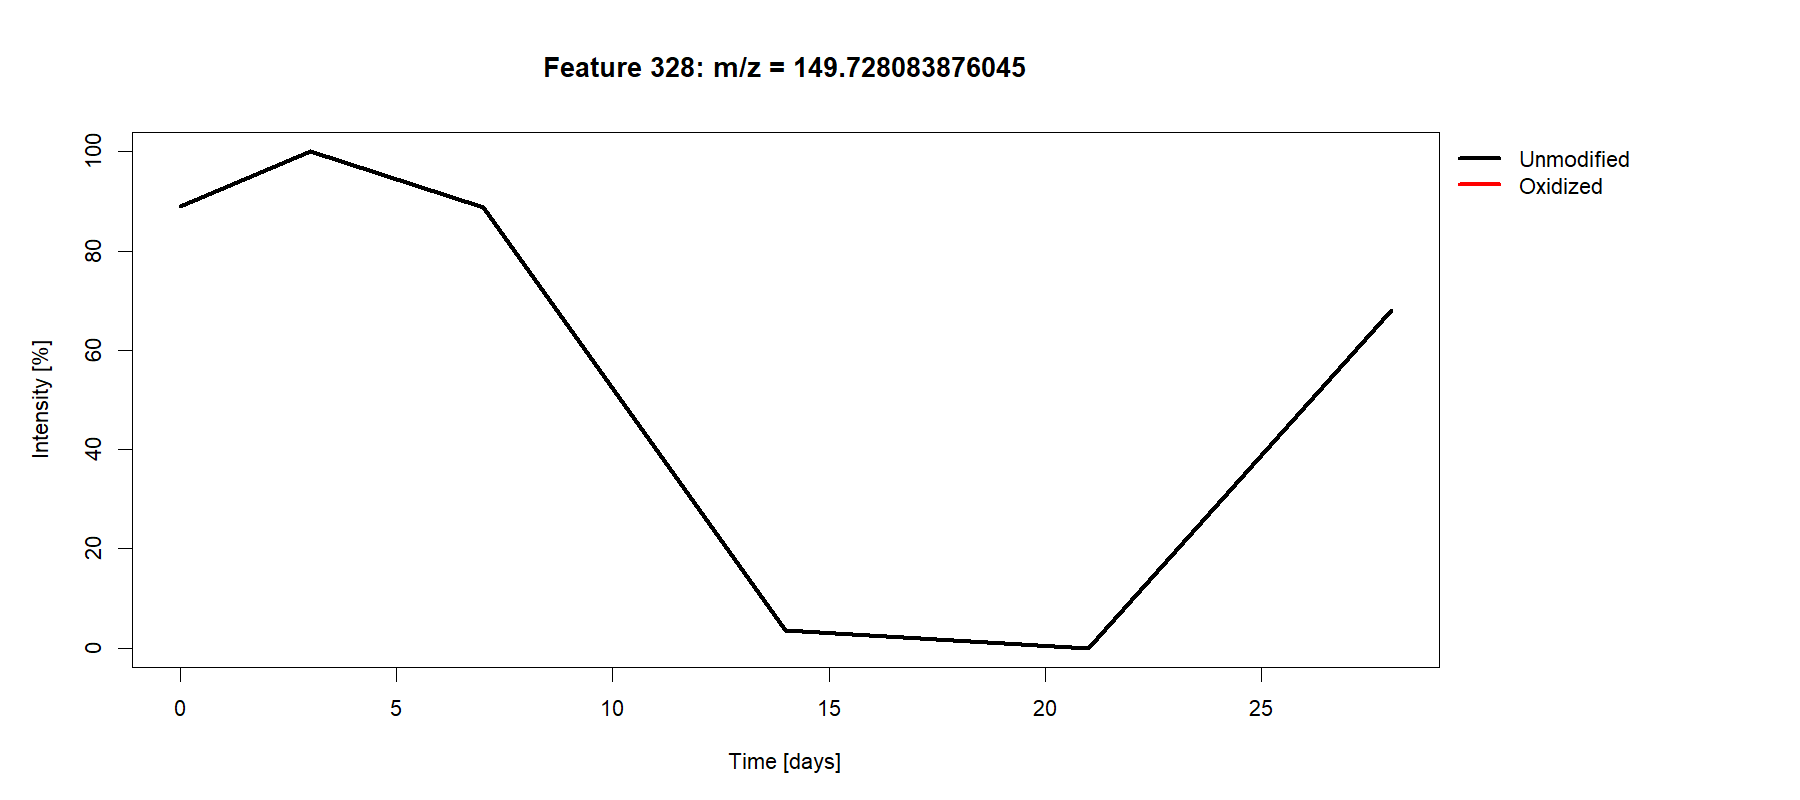 Feature 328: m/z = 149.728083876045
Unmodified
Oxidized
100
80
60
40
20
0
Intensity [%]
0 5 10 15 20 25
Time [days]